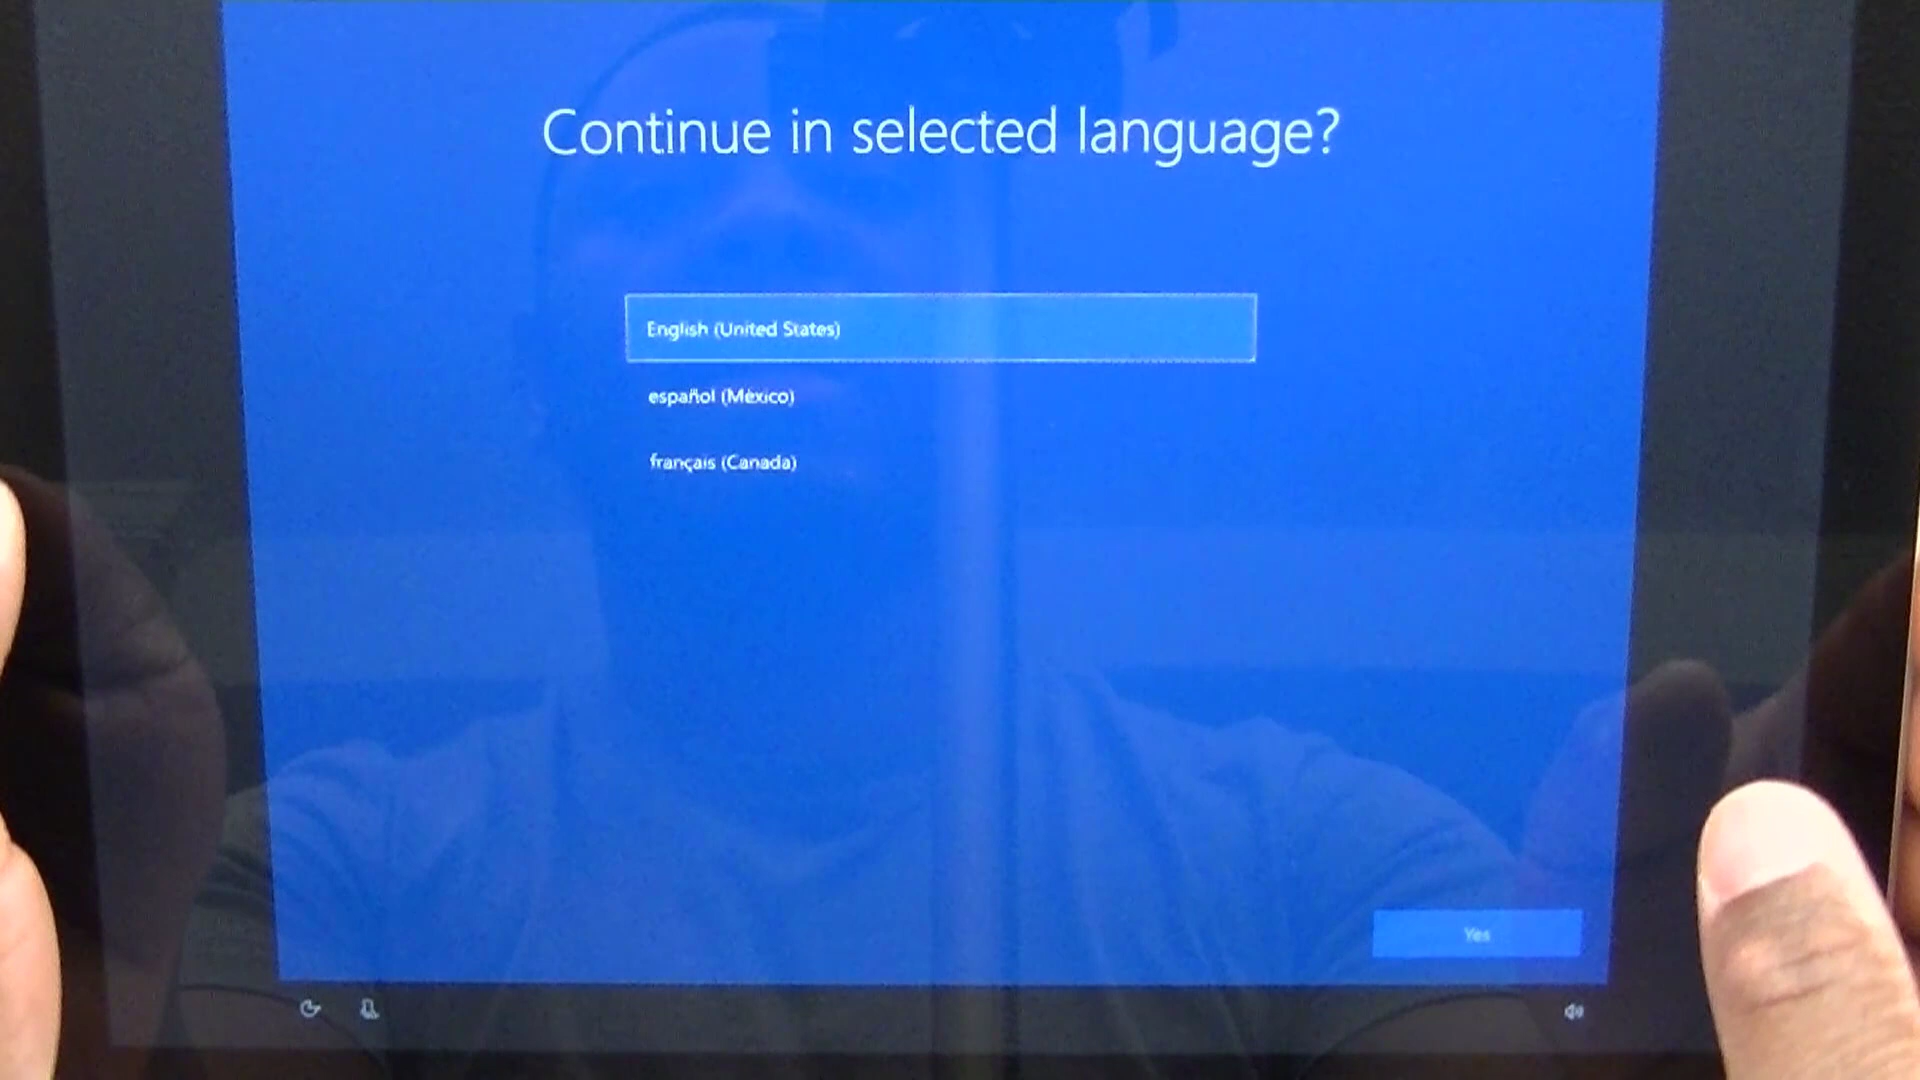 Continue in selected language?
English (United States)
español (México)
français (Canada)
Yes